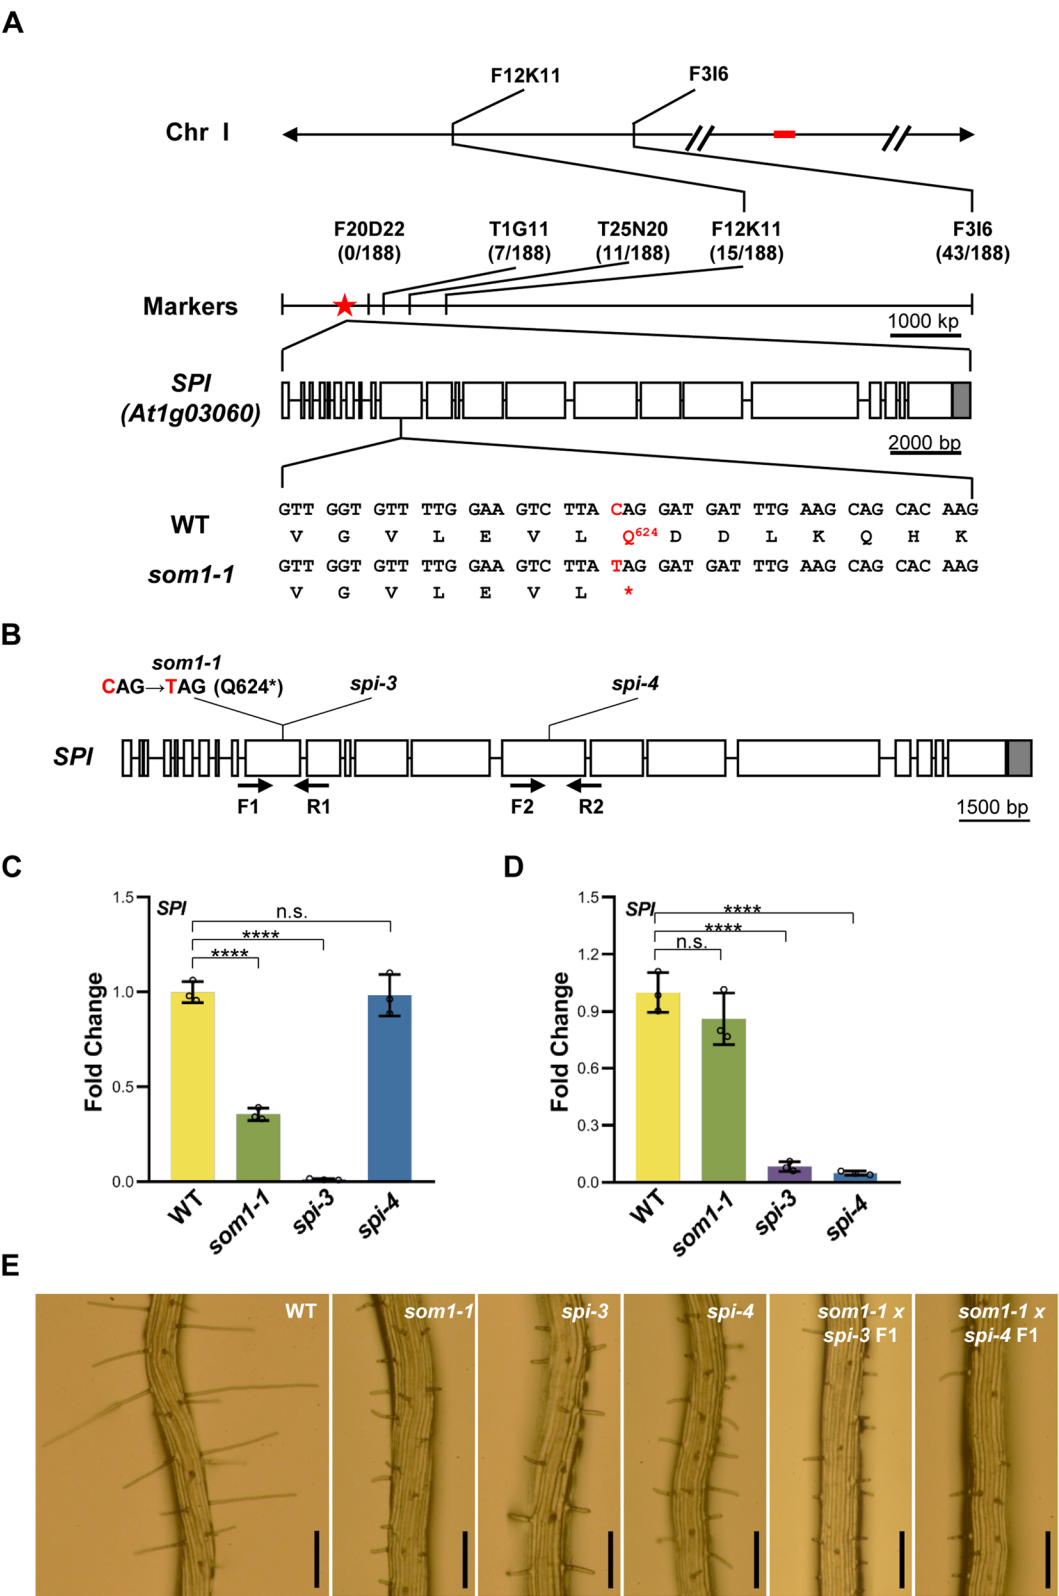 A
F12K11 F3I6
Chr I
F20D22 T1G11 T25N20 F12K11 F3I6
(0/188) (7/188) (11/188) (15/188) (43/188)
Markers
1000 kp
SPI
(At1g03060)
2000 bp
GTT GGT GTT TTG GAA GTC TTA CAG GAT GAT TTG AAG CAG CAC AAG
WT
V G V L E V L Q624 D D L K Q H K
GTT GGT GTT TTG GAA GTC TTA TAG GAT GAT TTG AAG CAG CAC AAG
som1-1
V G V L E V L *
B
som1-1
CAG→TAG (Q624*) spi-3 spi-4
SPI
F1 R1 F2 R2
1500 bp
C
1.5
SPI
n.s.
****
****
1.0
Fold Change
0.5
0.0
WT som1-1 spi-3 spi-4
D
1.5
SPI
****
****
n.s.
1.2
0.9
Fold Change
0.6
0.3
0.0
WT som1-1 spi-3 spi-4
E
WT som1-1 spi-3 spi-4 som1-1 x som1-1 x
spi-3 F1 spi-4 F1